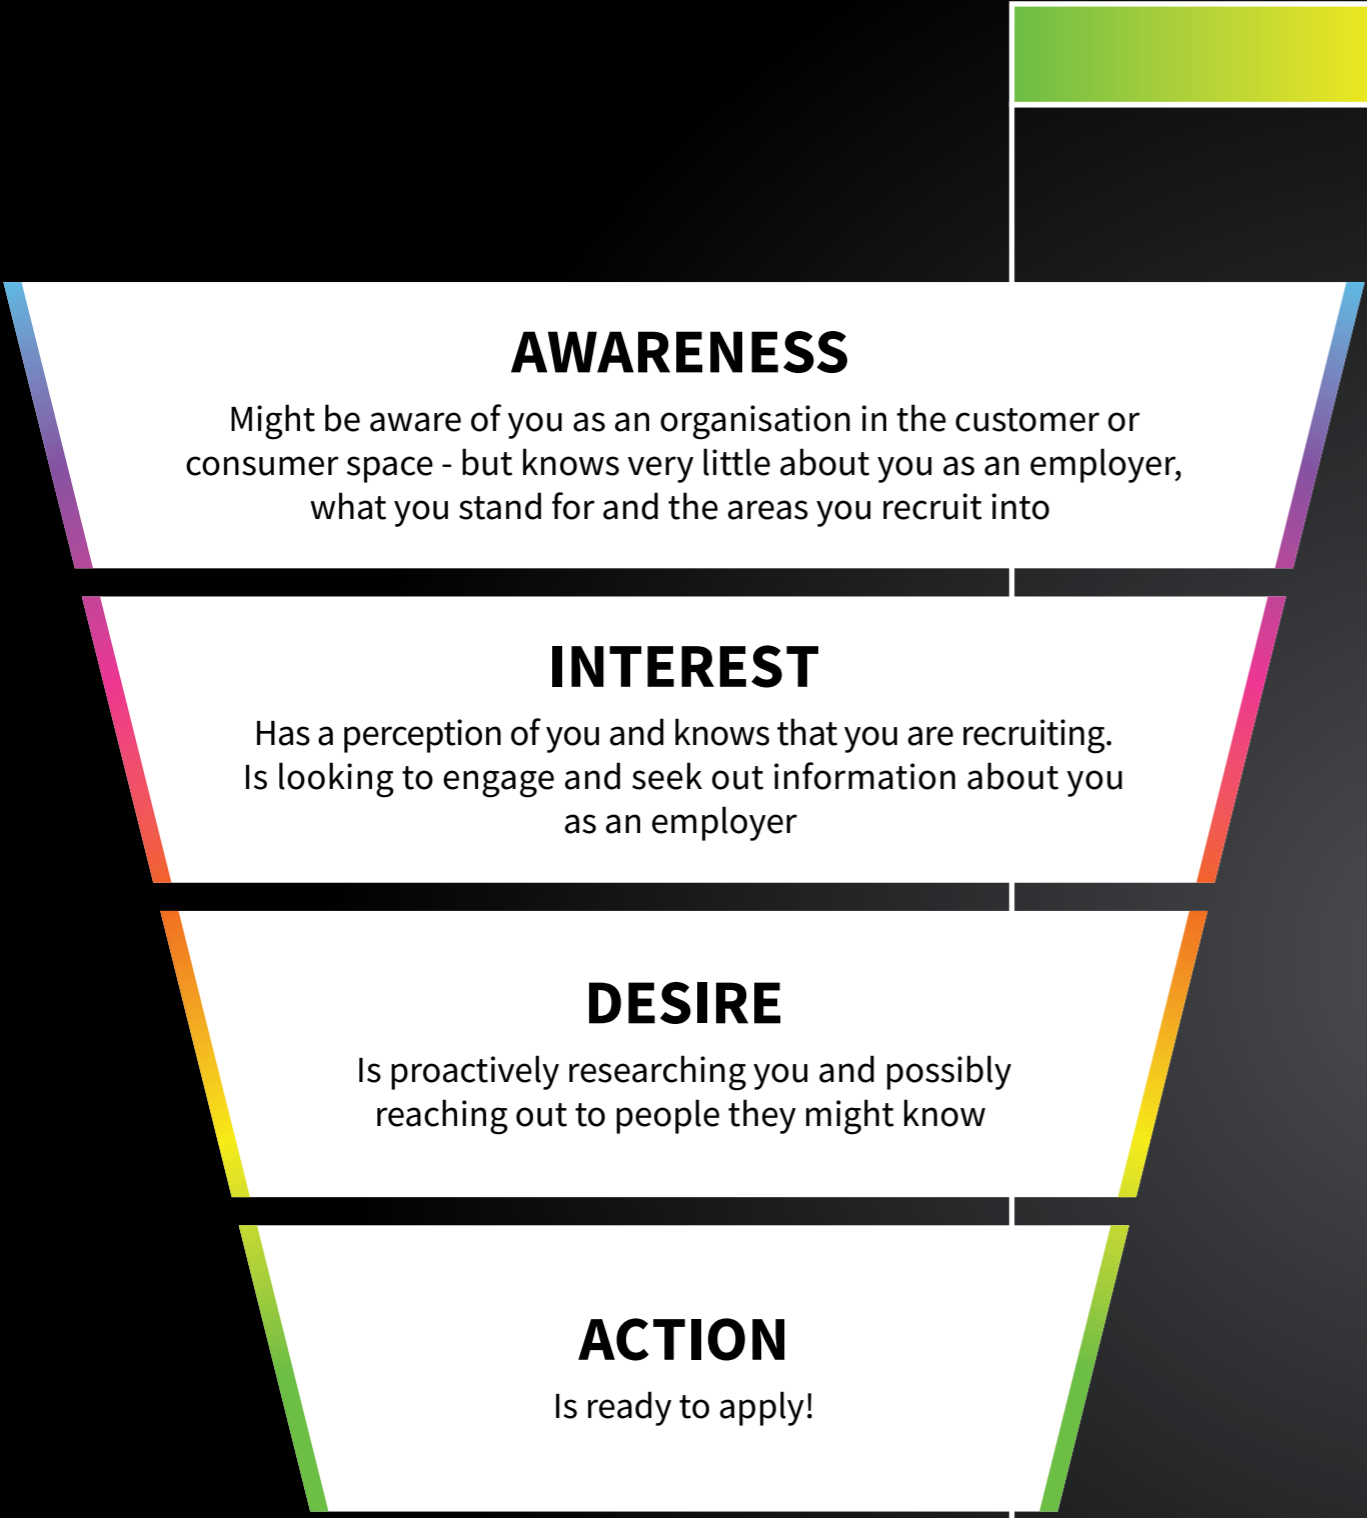 AWARENESS
Might be aware of you as an organisation in the customer or
consumer space - but knows very little about you as an employer,
what you stand for and the areas you recruit into
INTEREST
Has a perception of you and knows that you are recruiting.
Is looking to engage and seek out information about you
as an employer
DESIRE
Is proactively researching you and possibly
reaching out to people they might know
ACTION
Is ready to apply!